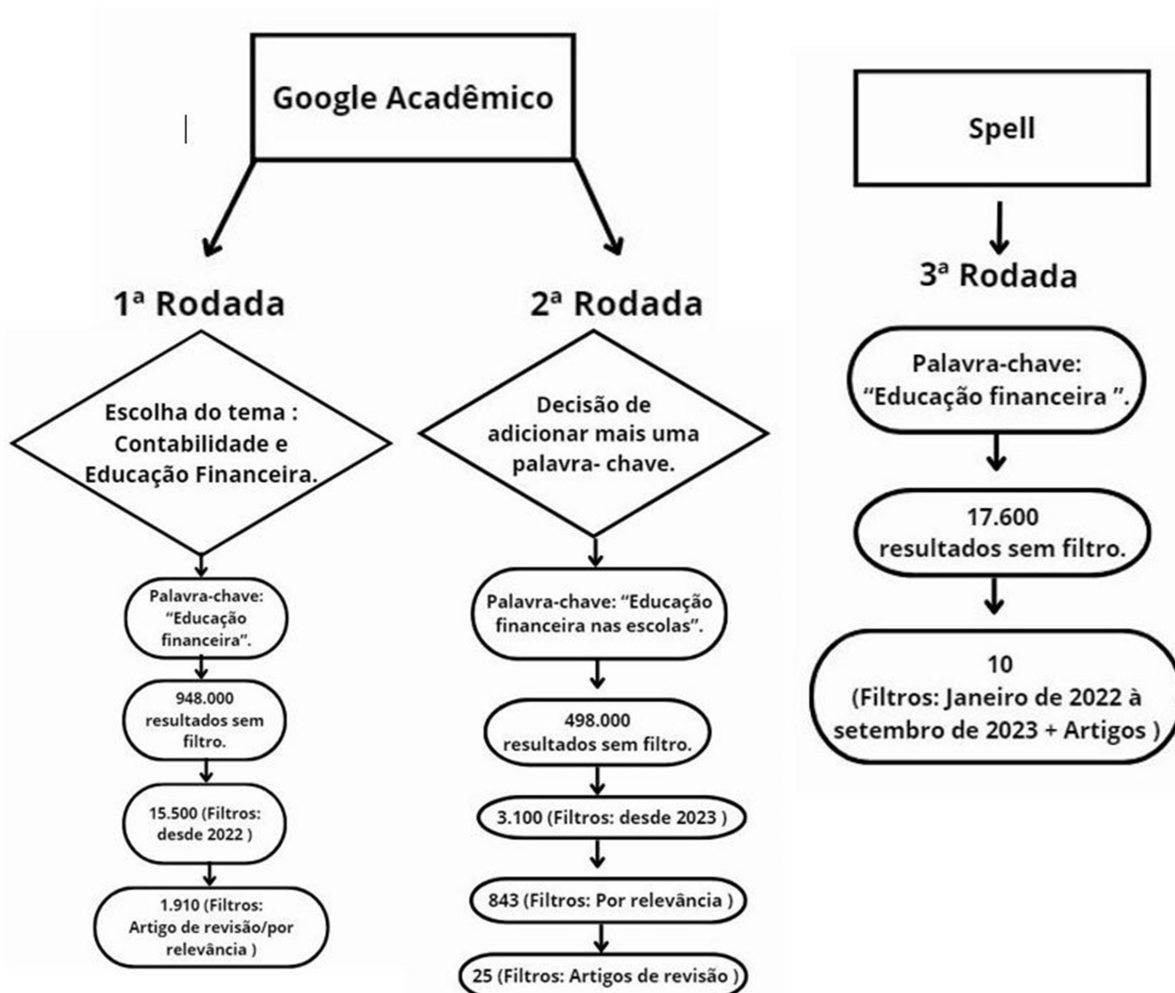 Google Acadêmico
1ª Rodada
Escolha do tema :
Contabilidade e
Educação Financeira.
Palavra-chave:
“Educação
financeira”.
948.000
resultados sem
filtro.
15.500 (Filtros:
desde 2022 )
1.910 (Filtros:
Artigo de revisão/por
relevância )
2ª Rodada
Decisão de
adicionar mais uma
palavra- chave.
Palavra-chave: “Educação
financeira nas escolas”.
498.000
resultados sem filtro.
3.100 (Filtros: desde 2023 )
843 (Filtros: Por relevância )
25 (Filtros: Artigos de revisão )
Spell
3ª Rodada
Palavra-chave:
“Educação financeira ”.
17.600
resultados sem filtro.
10
(Filtros: Janeiro de 2022 à
setembro de 2023 + Artigos )